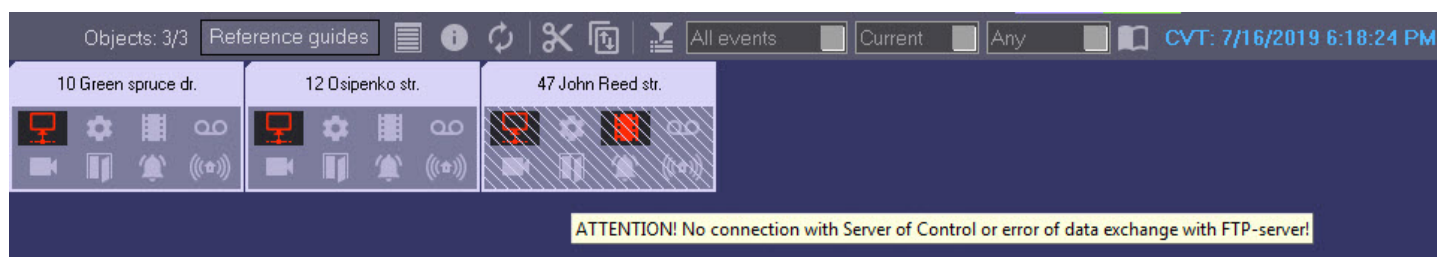 Objects: 3/3 Reference guides All events Current Any CVT: 7/16/2019 6:18:24 PM
10 Green spruce dr. 12 Osipenko str. 47 John Reed str.
ATTENTION! No connection with Server of Control or error of data exchange with FTP-server!